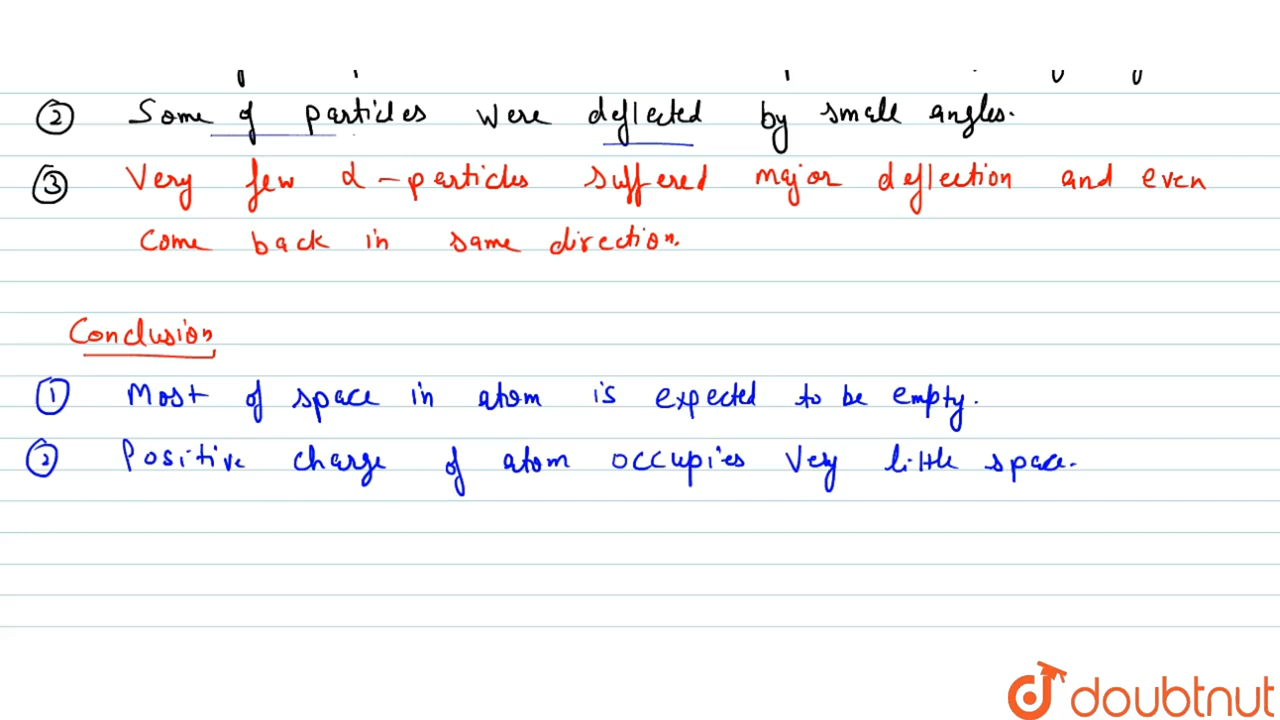 ② Some of particles were deflected by small angles.
③ Very few α-particles suffered major deflection and even
come back in same direction.
Conclusion
① Most of space in atom is expected to be empty.
② Positive charge of atom occupies very little space.
doubtnut